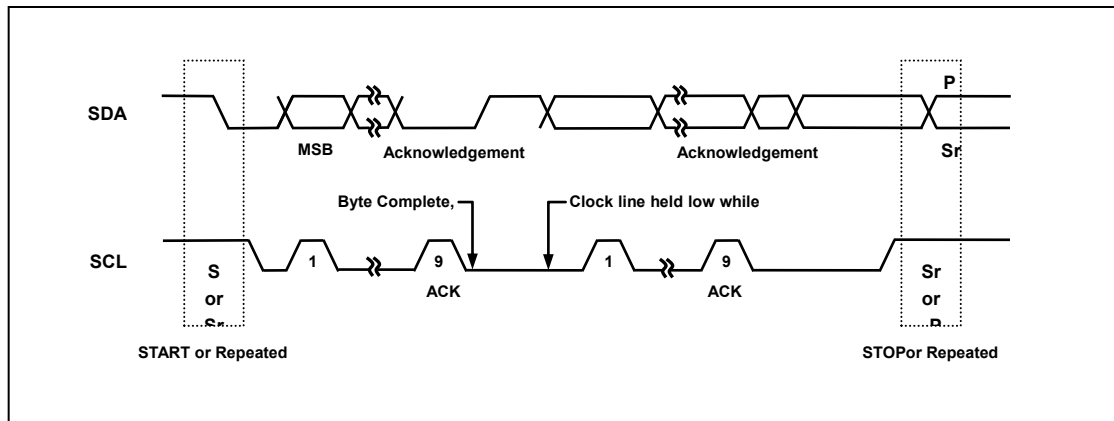 P
SDA
MSB
Acknowledgement
Acknowledgement
Sr
Byte Complete,
Clock line held low while
SCL
1
9
1
9
S
or
Sr
ACK
ACK
Sr
or
P
START or Repeated
STOPor Repeated